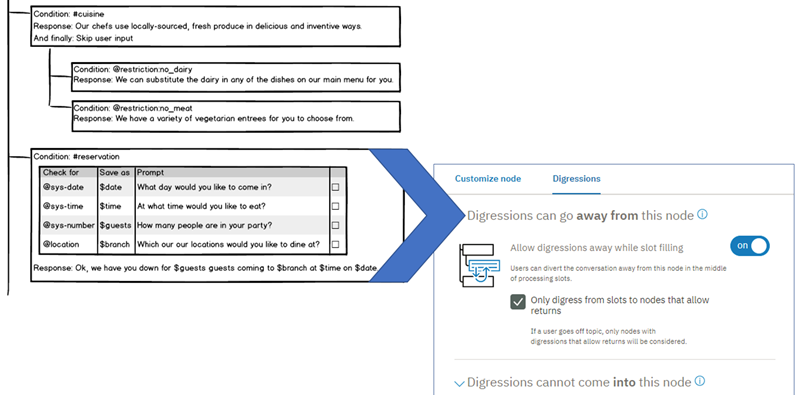 Condition: #cuisine
Response: Our chefs use locally-sourced, fresh produce in delicious and inventive ways.
And finally: Skip user input
Condition: @restriction:no_dairy
Response: We can substitute the dairy in any of the dishes on our main menu for you.
Condition: @restriction:no_meat
Response: We have a variety of vegetarian entrees for you to choose from.
Condition: #reservation
Check for Save as Prompt
@sys-date $date What day would you like to come in?
@sys-time $time At what time would you like to eat?
@sys-number $guests How many people are in your party?
@location $branch Which our our locations would you like to dine at?
Response: Ok, we have you down for $guests guests coming to $branch at $time on $date
Customize node Digressions
Digressions can go away from this node
Allow digressions away while slot filling
on
Users can divert the conversation away from this node in the middle
of processing slots.
Only digress from slots to nodes that allow
returns
If a user goes off topic, only nodes with
digressions that allow returns will be considered.
Digressions cannot come into this node